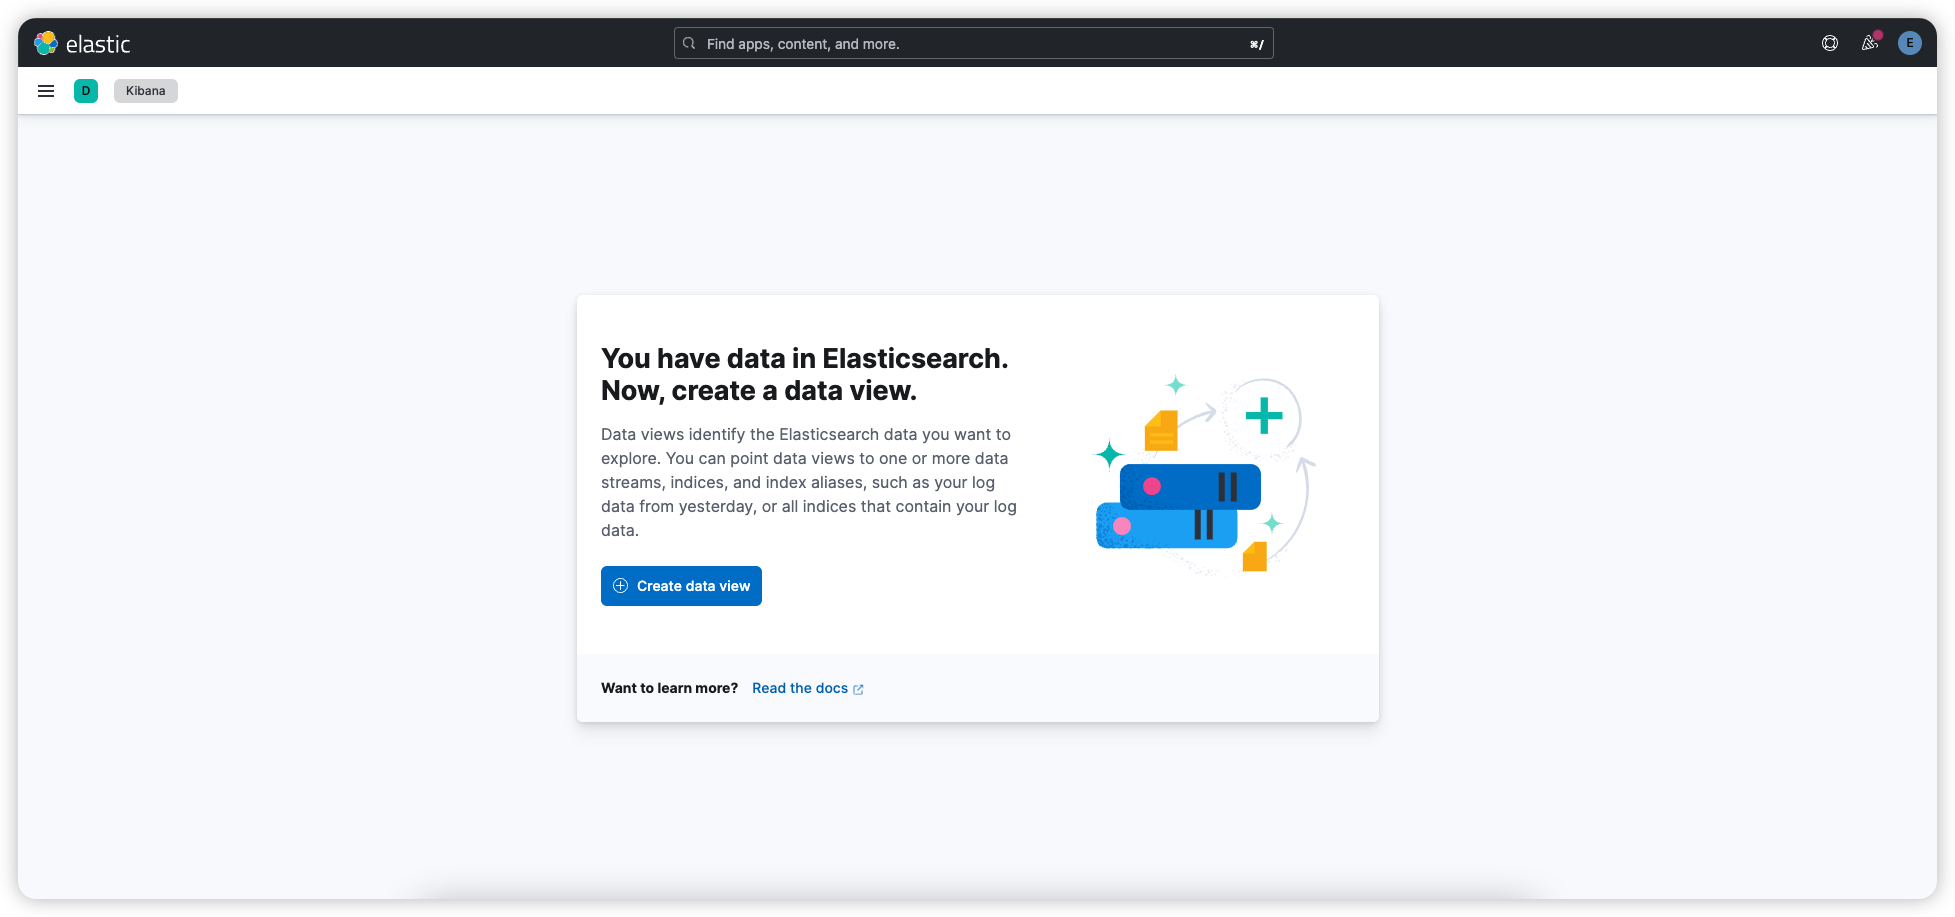 elastic
Find apps, content, and more.
⌘/
E
D
Kibana
You have data in Elasticsearch.
Now, create a data view.
Data views identify the Elasticsearch data you want to
explore. You can point data views to one or more data
streams, indices, and index aliases, such as your log
data from yesterday, or all indices that contain your log
data.
Create data view
Want to learn more? Read the docs